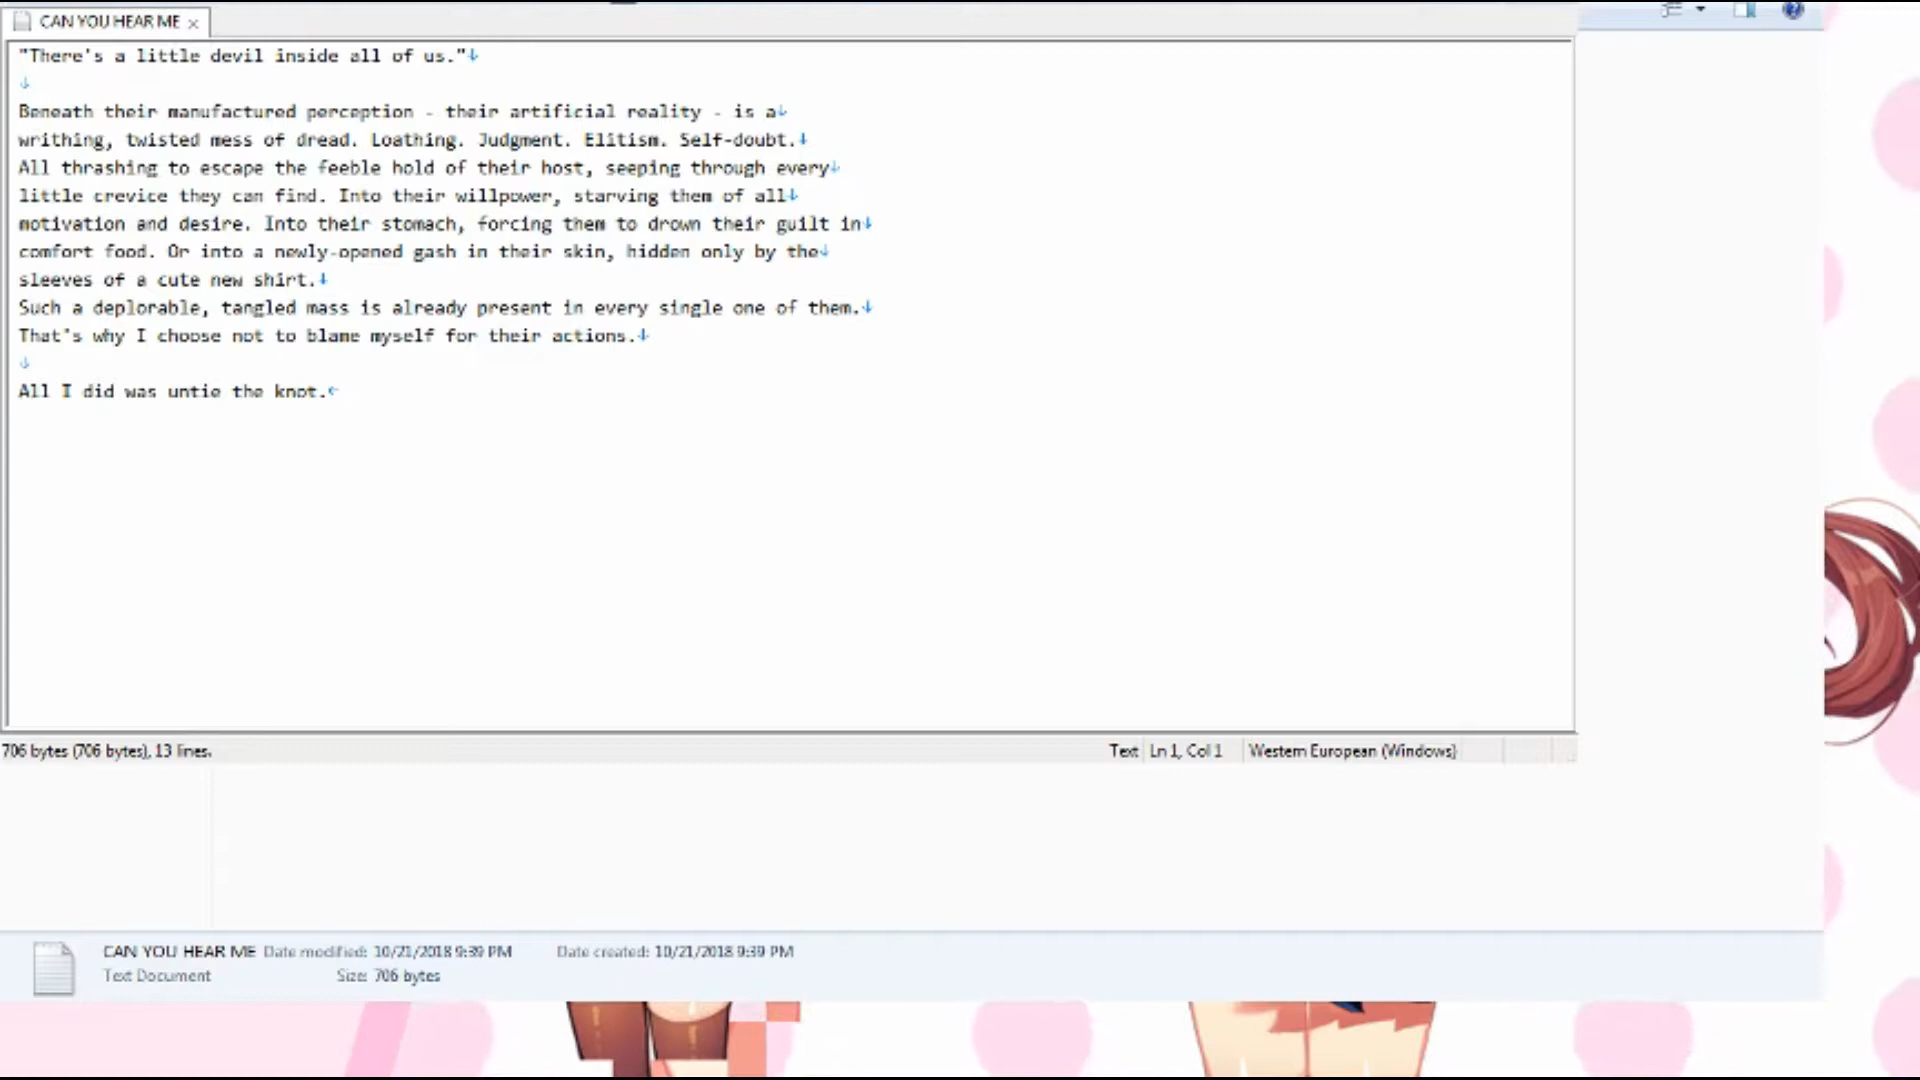 CAN YOU HEAR ME
"There's a little devil inside all of us."
Beneath their manufactured perception - their artificial reality - is a
writhing, twisted mess of dread. Loathing. Judgment. Elitism. Self-doubt.
All thrashing to escape the feeble hold of their host, seeping through every
little crevice they can find. Into their willpower, starving them of all
motivation and desire. Into their stomach, forcing them to drown their guilt in
comfort food. Or into a newly-opened gash in their skin, hidden only by the
sleeves of a cute new shirt.
Such a deplorable, tangled mass is already present in every single one of them.
That's why I choose not to blame myself for their actions.
All I did was untie the knot.
706 bytes (706 bytes), 13 lines. Text Ln 1, Col 1 Western European (Windows)
CAN YOU HEAR ME Date modified: 10/21/2018 9:39 PM Date created: 10/21/2018 9:39 PM
Text Document Size: 706 bytes